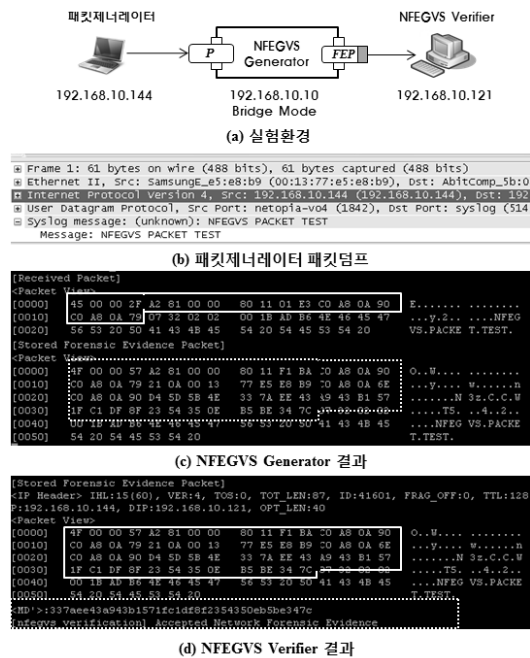 패킷제너레이터
NFEGVS Verifier
NFEGVS
Generator
P
FEP
192.168.10.144
192.168.10.10
Bridge Mode
192.168.10.121
(a) 실험환경
Frame 1: 61 bytes on wire (488 bits), 61 bytes captured (488 bits)
Ethernet II, Src: SamsungE_e5:e8:b9 (00:13:77:e5:e8:b9), Dst: AbitComp_5b:0
Internet Protocol Version 4, Src: 192.168.10.144 (192.168.10.144), Dst: 192
User Datagram Protocol, Src Port: netopia-vo4 (1842), Dst Port: syslog (514
Syslog message: (unknown): NFEGVS PACKET TEST
Message: NFEGVS PACKET TEST
(b) 패킷제너레이터 패킷덤프
[Received Packet]
<Packet View>
[0000] 45 00 00 2F A2 81 00 00 80 11 01 E3 C0 A8 0A 90 E../.... ........
[0010] C0 A8 0A 79 07 32 02 02 00 1B AD B6 4E 46 45 47 ...y.2.. ....NFEG
[0020] 56 53 20 50 41 43 4B 45 54 20 54 45 53 54 20 VS.PACKE T.TEST.
[Stored Forensic Evidence Packet]
<Packet View>
[0000] 4F 00 00 57 A2 81 00 00 80 11 F1 BA C0 A8 0A 90 O..W.... ........
[0010] C0 A8 0A 79 21 0A 00 13 77 E5 E8 B9 C0 A8 0A 6E ...y.... w......n
[0020] C0 A8 0A 90 D4 5D 5B 4E 33 7A EE 43 A9 43 B1 57 .......N 3z.C.C.W
[0030] 1F C1 DF 8F 23 54 35 0E B5 BE 34 7C 07 32 02 02 .....T5. ..4..2..
[0040] 00 1B AD B6 4E 46 45 47 56 53 20 50 41 43 4B 45 ....NFEG VS.PACKE
[0050] 54 20 54 45 53 54 20 T.TEST.
(c) NFEGVS Generator 결과
[Stored Forensic Evidence Packet]
<IP Header> IHL:15(60), VER:4, TOS:0, TOT_LEN:87, ID:41601, FRAG_OFF:0, TTL:128
P:192.168.10.144, DIP:192.168.10.121, OPT_LEN:40
<Packet View>
[0000] 4F 00 00 57 A2 81 00 00 80 11 F1 BA C0 A8 0A 90 O..W.... ........
[0010] C0 A8 0A 79 21 0A 00 13 77 E5 E8 B9 C0 A8 0A 6E ...y.... w......n
[0020] C0 A8 0A 90 D4 5D 5B 4E 33 7A EE 43 A9 43 B1 57 .......N 3z.C.C.W
[0030] 1F C1 DF 8F 23 54 35 0E B5 BE 34 7C 07 32 02 02 .....T5. ..4..2..
[0040] 00 1B AD B6 4E 46 45 47 56 53 20 50 41 43 4B 45 ....NFEG VS.PACKE
[0050] 54 20 54 45 53 54 20 T.TEST.
<MD'>:337aee43a943b1571fc1df8f2354350eb5be347c
[nfegvs verification] Accepted Network Forensic Evidence
(d) NFEGVS Verifier 결과